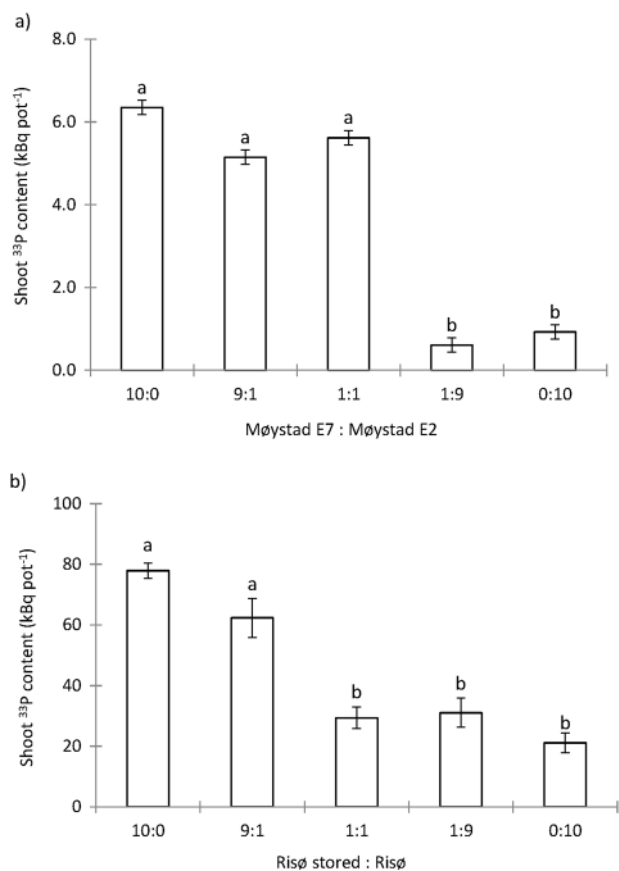 a)
Shoot ³³P content (kBq pot⁻¹)
8.0
6.0
4.0
2.0
0.0
a
a
a
b
b
10:0 9:1 1:1 1:9 0:10
Møystad E7 : Møystad E2
b)
Shoot ³³P content (kBq pot⁻¹)
100
80
60
40
20
0
a
a
b
b
b
10:0 9:1 1:1 1:9 0:10
Risø stored : Risø